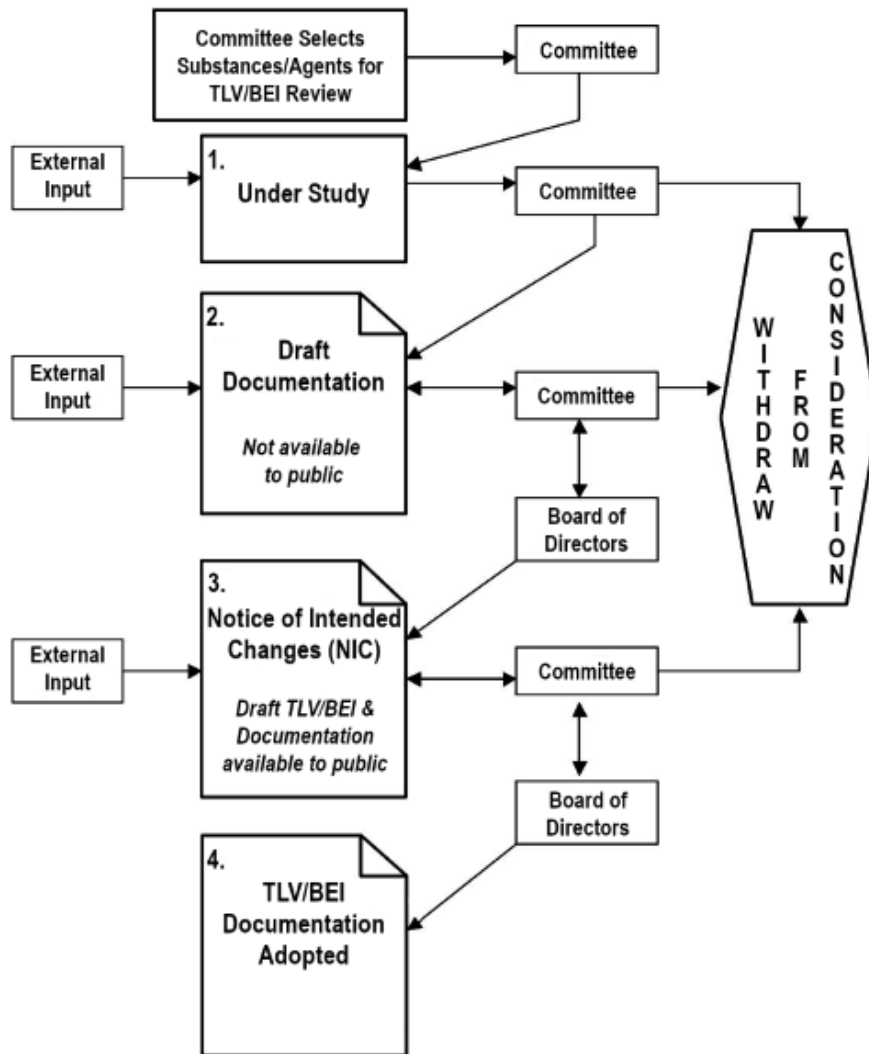 Committee Selects
Substances/Agents for
TLV/BEI Review
Committee
External
Input
1.
Under Study
Committee
2.
Draft
Documentation
Not available
to public
External
Input
Committee
Board of
Directors
3.
Notice of Intended
Changes (NIC)
Draft TLV/BEI &
Documentation
available to public
External
Input
Committee
Board of
Directors
4.
TLV/BEI
Documentation
Adopted
WITHDRAW
FROM
CONSIDERATION